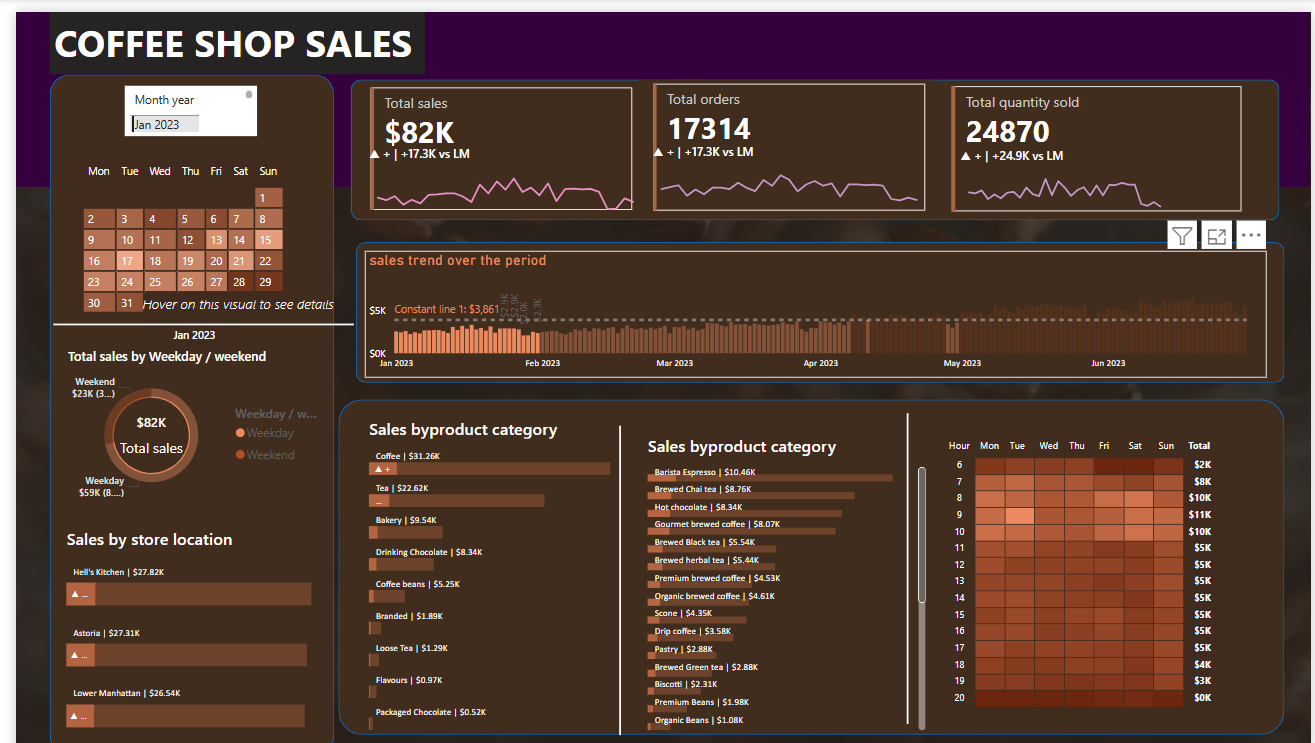 COFFEE SHOP SALES
Month year
Jan 2023
Mon Tue Wed Thu Fri Sat Sun
1
2 3 4 5 6 7 8
9 10 11 12 13 14 15
16 17 18 19 20 21 22
23 24 25 26 27 28 29
30 31
Hover on this visual to see details
Jan 2023
Total sales by Weekday / weekend
Weekend
$23K (3...)
$82K
Total sales
Weekday
$59K (8....)
Weekday / w...
Weekday
Weekend
Sales by store location
Hell's Kitchen | $27.82K
▲ ...
Astoria | $27.31K
▲ ...
Lower Manhattan | $26.54K
▲ ...
Total sales
$82K
▲ + | +17.3K vs LM
Total orders
17314
▲ + | +17.3K vs LM
Total quantity sold
24870
▲ + | +24.9K vs LM
sales trend over the period
$5K
Constant line 1: $3,861
$2.9K
$2.9K
$2.3K
$0K
Jan 2023 Feb 2023 Mar 2023 Apr 2023 May 2023 Jun 2023
Sales byproduct category
Coffee | $31.26K
▲ +
Tea | $22.62K
...
Bakery | $9.54K
Drinking Chocolate | $8.34K
Coffee beans | $5.25K
Branded | $1.89K
Loose Tea | $1.29K
Flavours | $0.97K
Packaged Chocolate | $0.52K
Sales byproduct category
Barista Espresso | $10.46K
Brewed Chai tea | $8.76K
Hot chocolate | $8.34K
Gourmet brewed coffee | $8.07K
Brewed Black tea | $5.54K
Brewed herbal tea | $5.44K
Premium brewed coffee | $4.53K
Organic brewed coffee | $4.61K
Scone | $4.35K
Drip coffee | $3.58K
Pastry | $2.88K
Brewed Green tea | $2.88K
Biscotti | $2.31K
Premium Beans | $1.98K
Organic Beans | $1.08K
Hour Mon Tue Wed Thu Fri Sat Sun Total
6 $2K
7 $8K
8 $10K
9 $11K
10 $10K
11 $5K
12 $5K
13 $5K
14 $5K
15 $5K
16 $5K
17 $5K
18 $4K
19 $3K
20 $0K